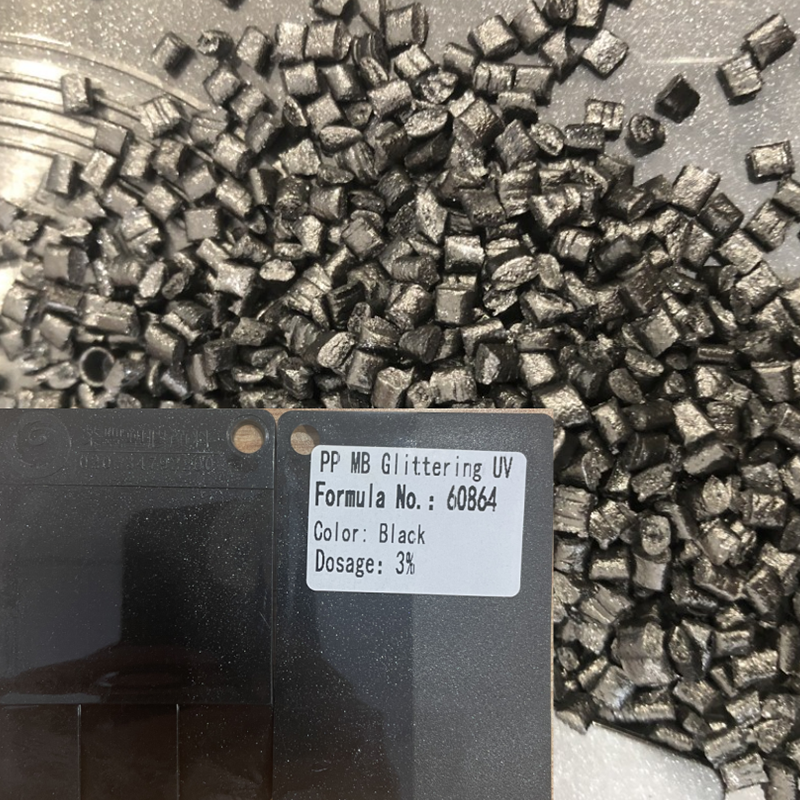 PP MB Glittering UV
Formula No.: 60864
Color: Black
Dosage: 3%